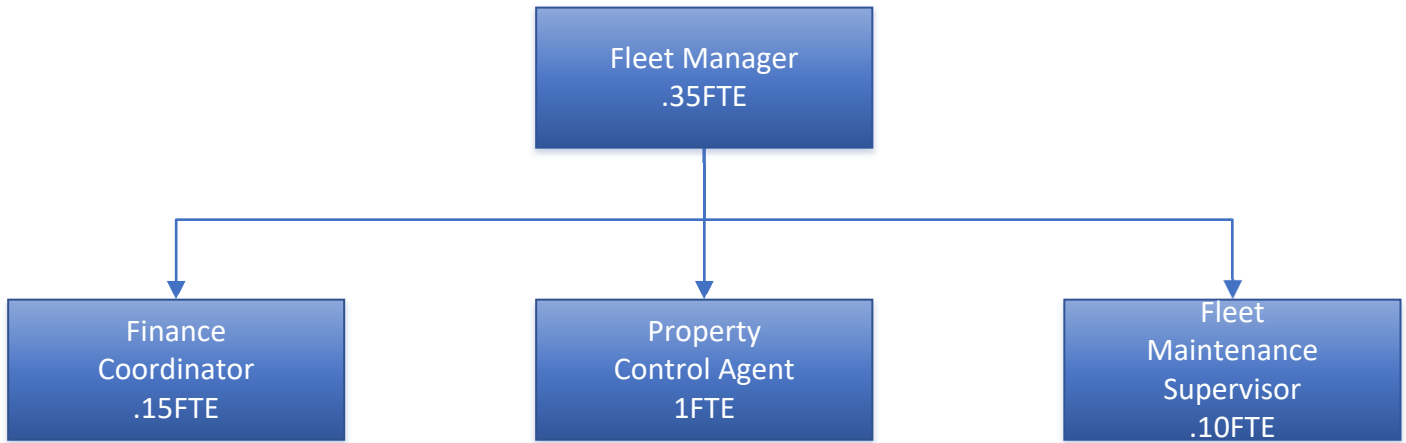 Fleet Manager
.35FTE
Finance
Coordinator
.15FTE
Property
Control Agent
1FTE
Fleet
Maintenance
Supervisor
.10FTE